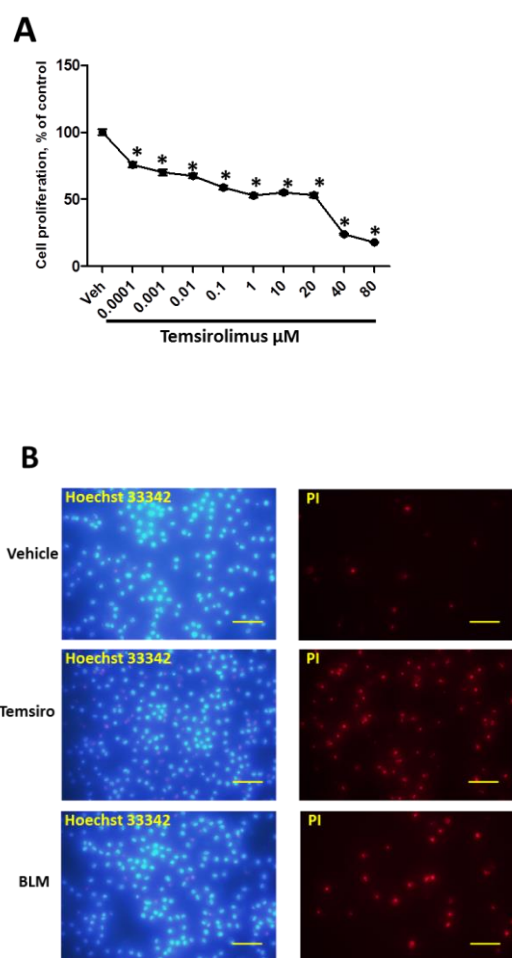 A
Cell proliferation, % of control
150
100
50
0
* * * * * * * * *
Veh 0.0001 0.001 0.01 0.1 1 10 20 40 80
Temsirolimus µM
B
Hoechst 33342 PI
Vehicle
Hoechst 33342 PI
Temsiro
Hoechst 33342 PI
BLM